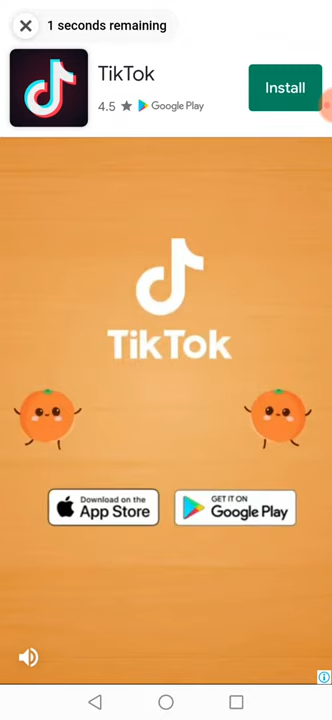 1 seconds remaining
TikTok
4.5 ★ Google Play
Install
TikTok
Download on the
App Store
GET IT ON
Google Play